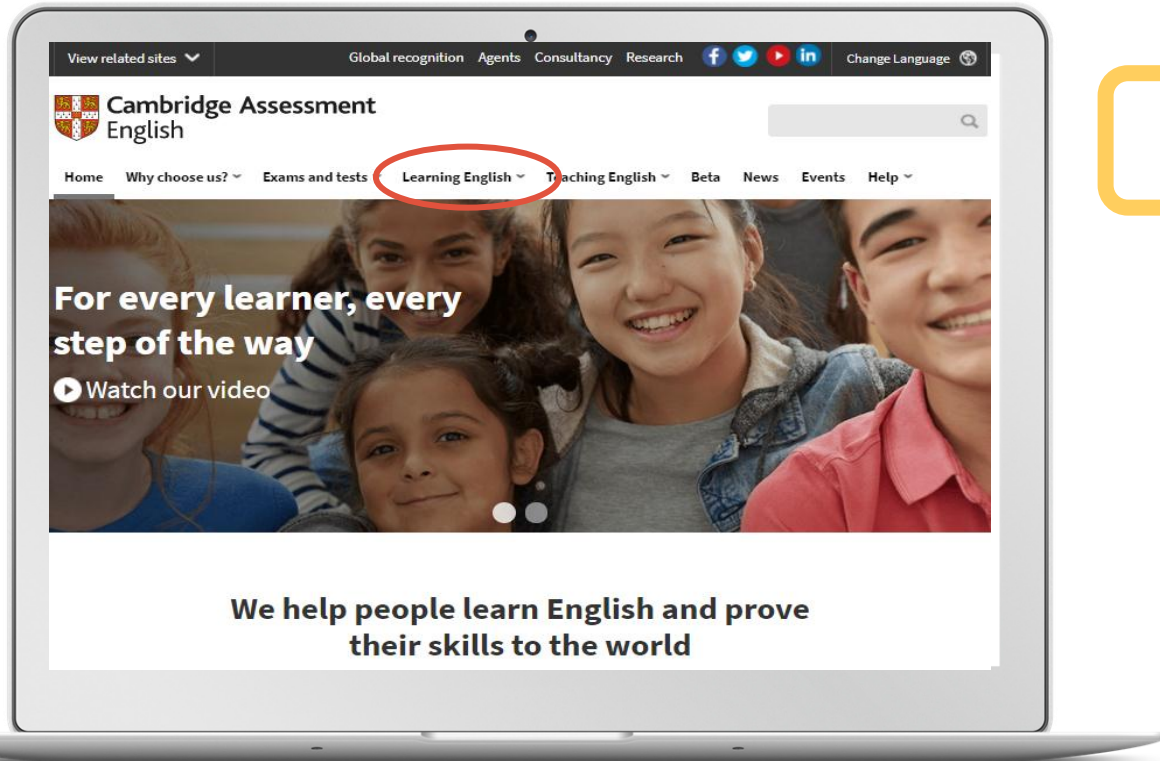 View related sites
Global recognition Agents Consultancy Research
Change Language
Cambridge Assessment
English
Home Why choose us? Exams and tests Learning English Teaching English Beta News Events Help
For every learner, every
step of the way
Watch our video
We help people learn English and prove
their skills to the world